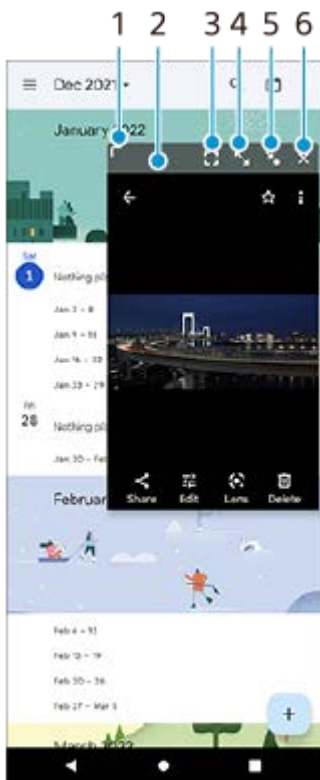 1 2 3 4 5 6
Dec 2021
January 2022
Sat
1
Nothing pl
Jan 2 – 8
Jan 9 – 15
Jan 16 – 22
Jan 23 – 29
Fri
28
Nothing pl
Jan 30 – Fe
Share Edit Lens Delete
Februar
Feb 6 – 12
Feb 13 – 19
Feb 20 – 26
Feb 27 – Mar 5
March 2022